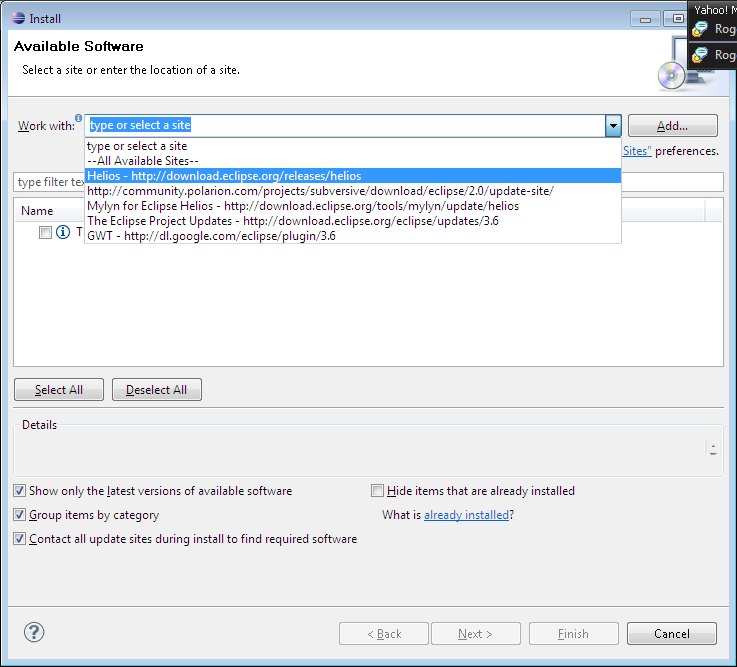 Install
Yahoo! M
Rog
Rog
Available Software
Select a site or enter the location of a site.
Work with: type or select a site Add...
type or select a site
--All Available Sites--
Sites" preferences.
Helios - http://download.eclipse.org/releases/helios
type filter tex
http://community.polarion.com/projects/subversive/download/eclipse/2.0/update-site/
Mylyn for Eclipse Helios - http://download.eclipse.org/tools/mylyn/update/helios
Name
The Eclipse Project Updates - http://download.eclipse.org/eclipse/updates/3.6
T
GWT - http://dl.google.com/eclipse/plugin/3.6
Select All Deselect All
Details
Show only the latest versions of available software Hide items that are already installed
Group items by category What is already installed?
Contact all update sites during install to find required software
? < Back Next > Finish Cancel